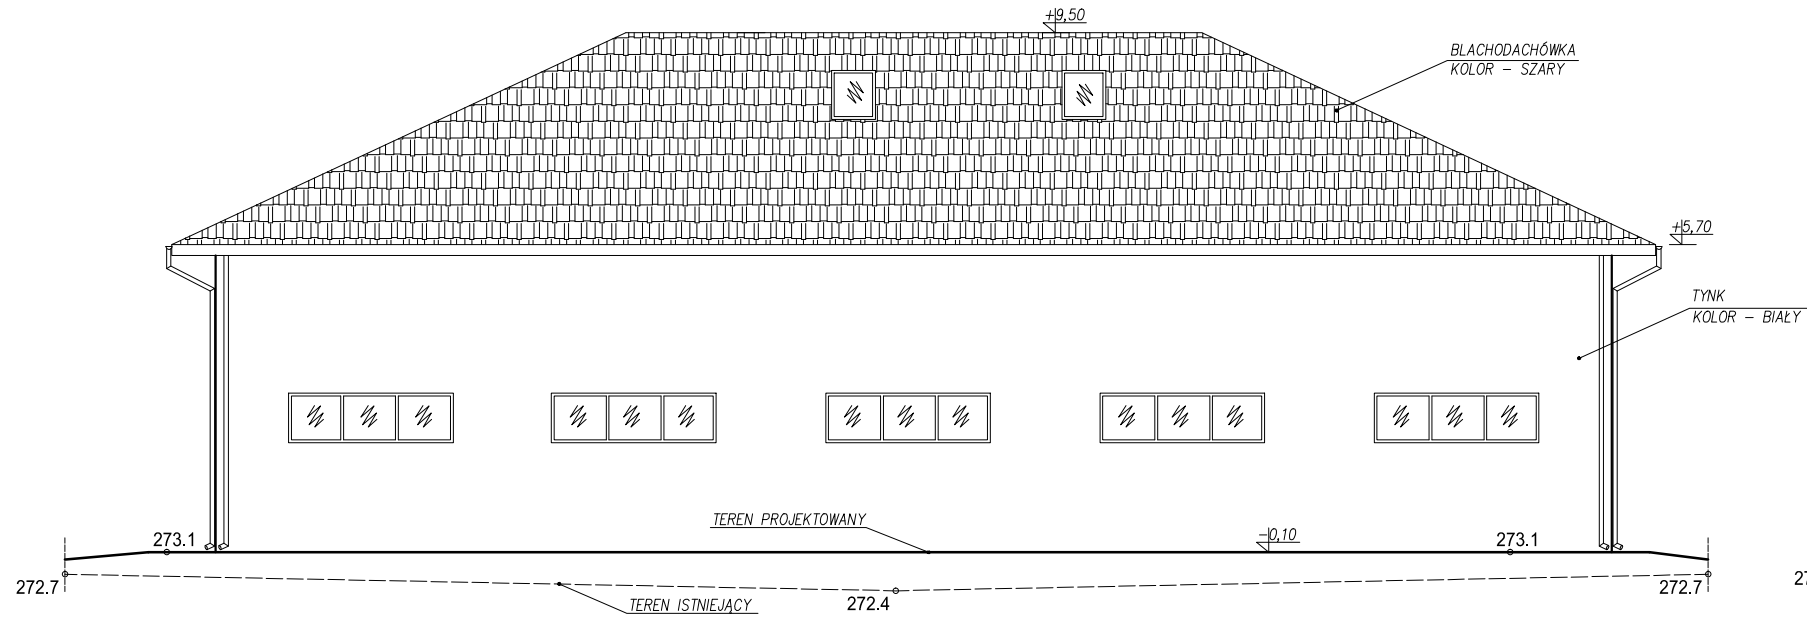 +9,50
BLACHODACHÓWKA
KOLOR – SZARY
+5,70
TYNK
KOLOR – BIAŁY
TEREN PROJEKTOWANY
-0,10
273.1
273.1
272.7
TEREN ISTNIEJĄCY
272.4
272.7